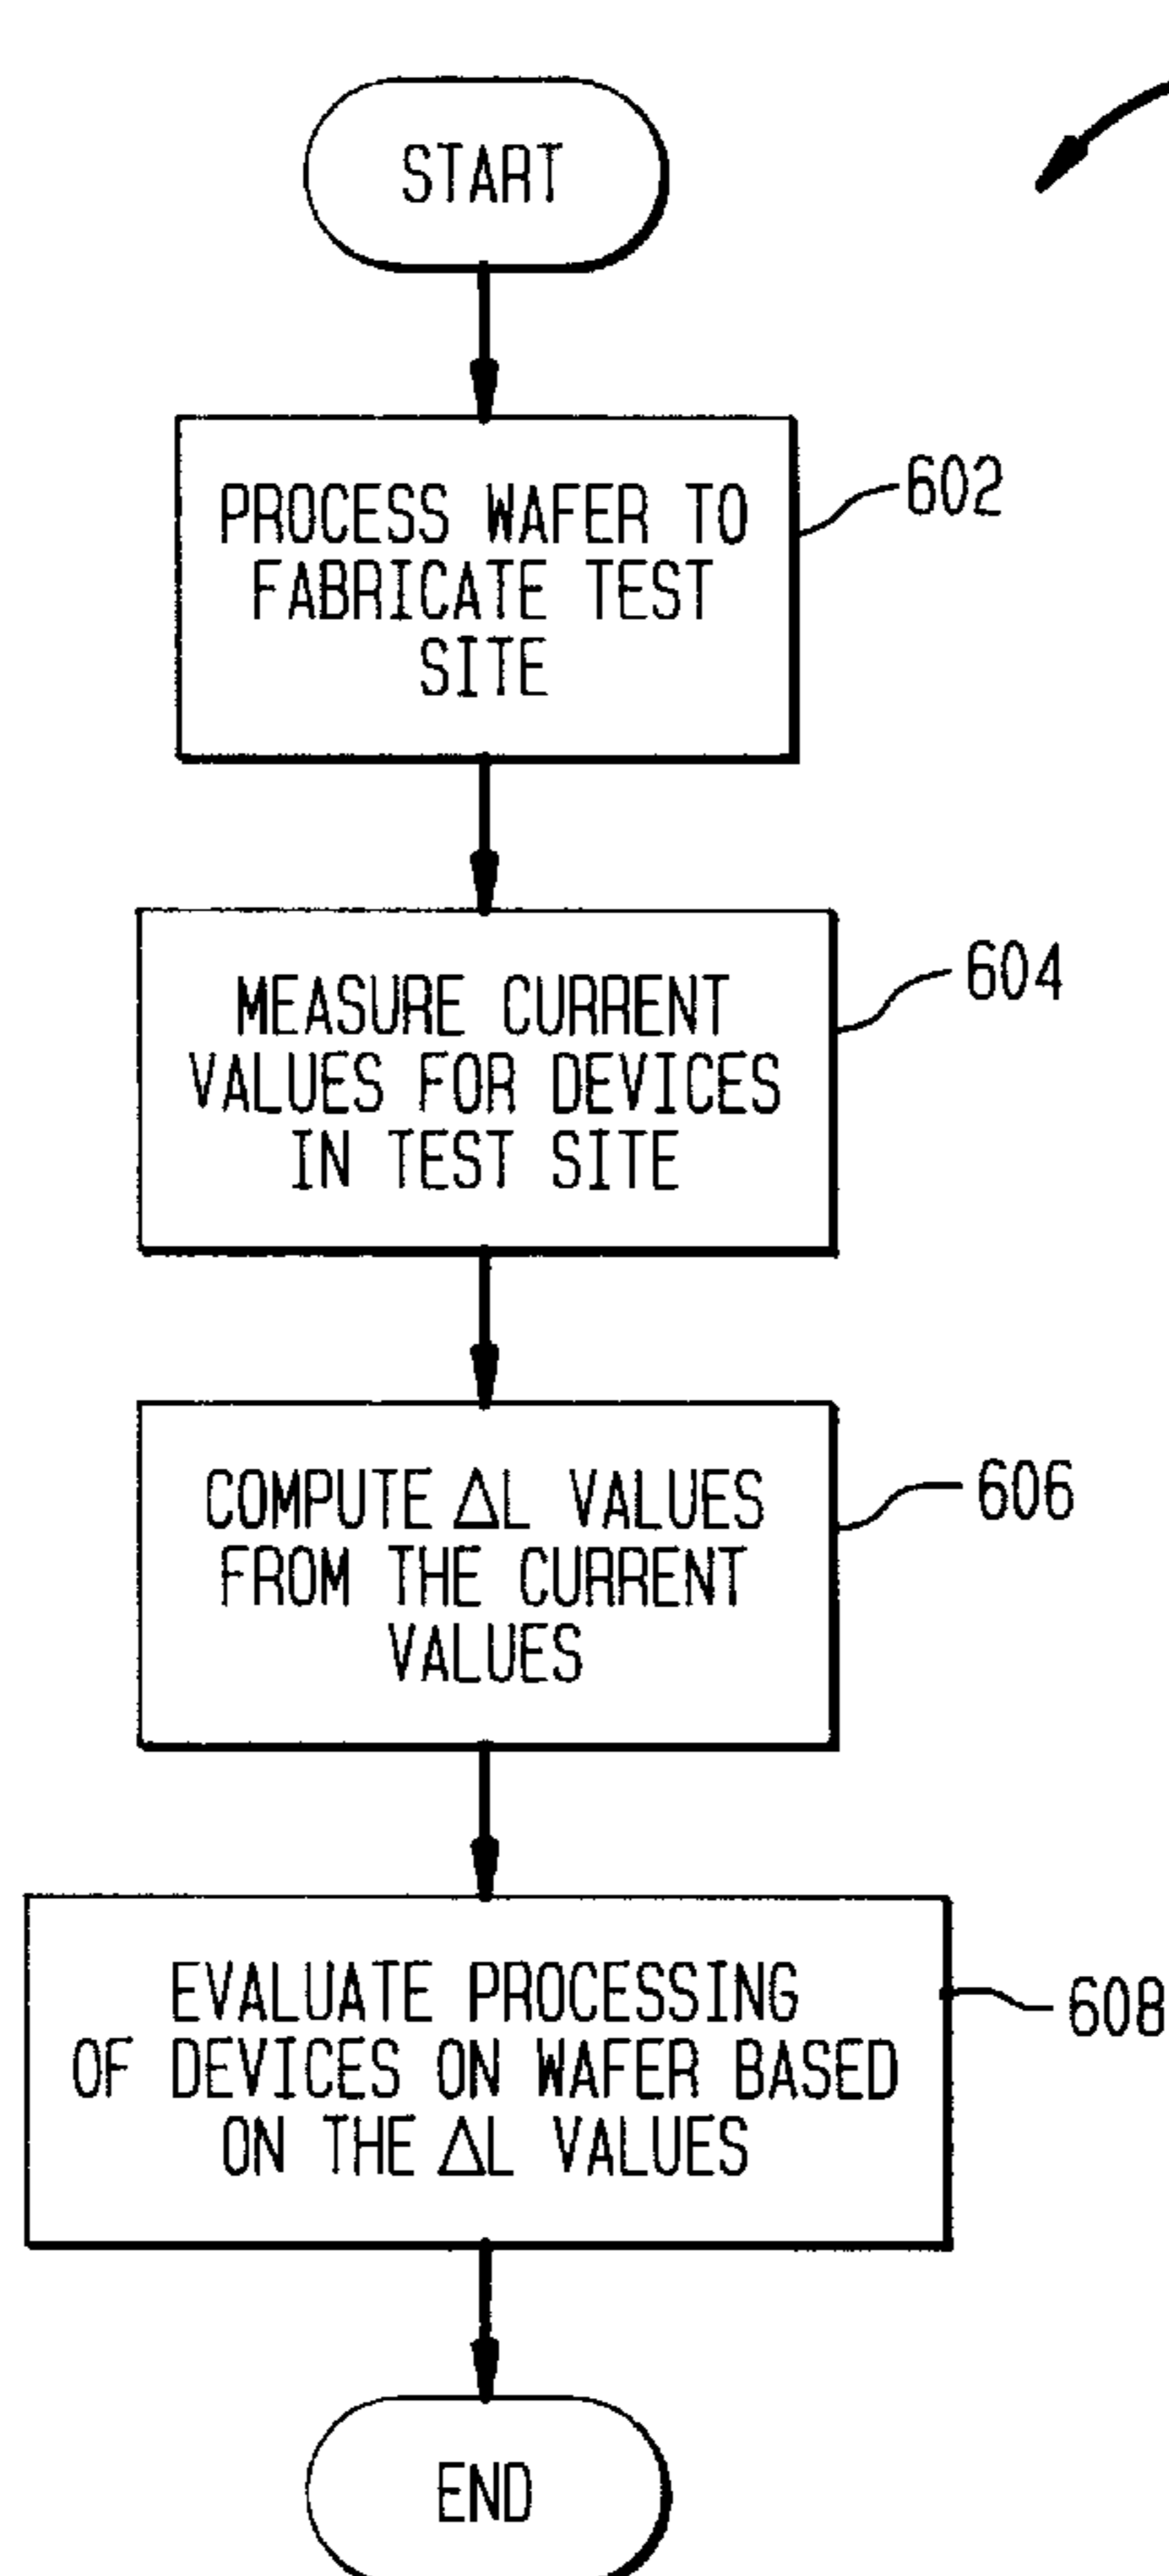 START
PROCESS WAFER TO
FABRICATE TEST
SITE
602
MEASURE CURRENT
VALUES FOR DEVICES
IN TEST SITE
604
COMPUTE ΔL VALUES
FROM THE CURRENT
VALUES
606
EVALUATE PROCESSING
OF DEVICES ON WAFER BASED
ON THE ΔL VALUES
608
END